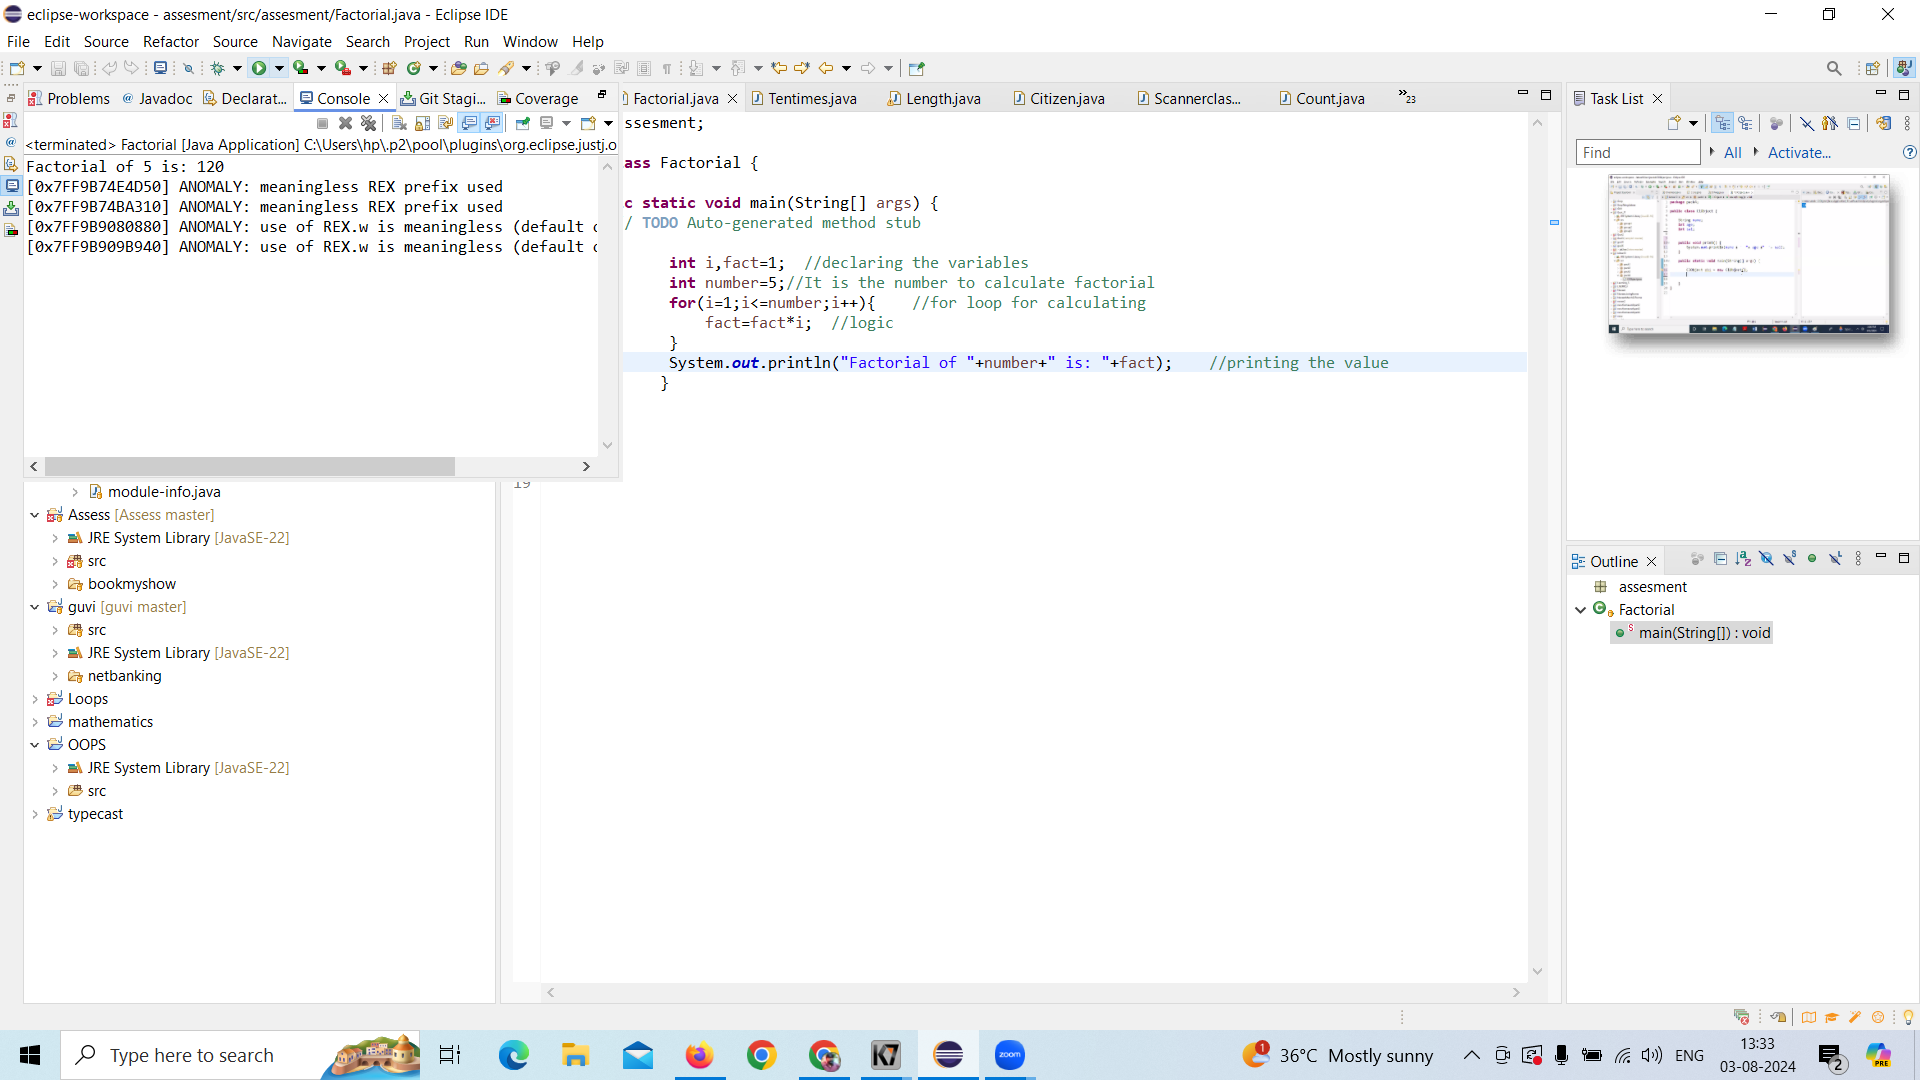 eclipse-workspace - assesment/src/assesment/Factorial.java - Eclipse IDE
File Edit Source Refactor Source Navigate Search Project Run Window Help
Problems @ Javadoc Declarat... Console Git Stagi... Coverage
Factorial.java Tentimes.java Length.java Citizen.java Scannerclas... Count.java »23
<terminated> Factorial [Java Application] C:\Users\hp\.p2\pool\plugins\org.eclipse.justj.o
Factorial of 5 is: 120
[0x7FF9B74E4D50] ANOMALY: meaningless REX prefix used
[0x7FF9B74BA310] ANOMALY: meaningless REX prefix used
[0x7FF9B9080880] ANOMALY: use of REX.w is meaningless (default
[0x7FF9B909B940] ANOMALY: use of REX.w is meaningless (default
ssesment;
ass Factorial {
c static void main(String[] args) {
/ TODO Auto-generated method stub
int i,fact=1; //declaring the variables
int number=5;//It is the number to calculate factorial
for(i=1;i<=number;i++){ //for loop for calculating
fact=fact*i; //logic
}
System.out.println("Factorial of "+number+" is: "+fact); //printing the value
}
19
module-info.java
Assess [Assess master]
JRE System Library [JavaSE-22]
src
bookmyshow
guvi [guvi master]
src
JRE System Library [JavaSE-22]
netbanking
Loops
mathematics
OOPS
JRE System Library [JavaSE-22]
src
typecast
Task List
Find All Activate...
Outline
assesment
Factorial
main(String[]) : void
Type here to search
zoom
1
36°C Mostly sunny
ENG
13:33
03-08-2024
2
PRE